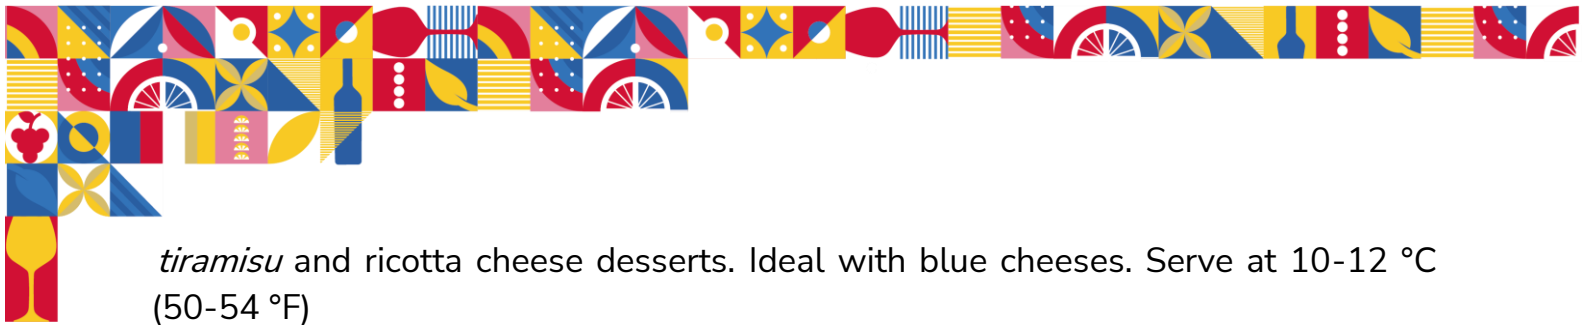 tiramisu and ricotta cheese desserts. Ideal with blue cheeses. Serve at 10-12 °C
(50-54 °F)